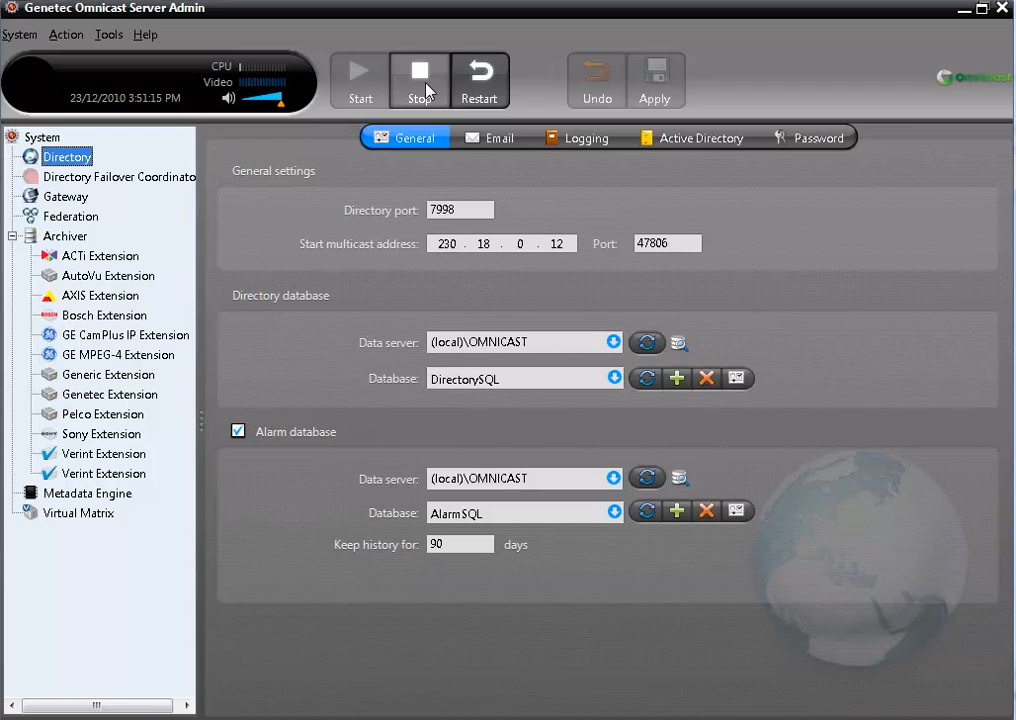 Genetec Omnicast Server Admin
System Action Tools Help
CPU
Video
23/12/2010 3:51:15 PM
Start Stop Restart Undo Apply
Omnicast
System
Directory
Directory Failover Coordinato
Gateway
Federation
Archiver
ACTi Extension
AutoVu Extension
AXIS Extension
BOSCH Bosch Extension
GE CamPlus IP Extension
GE MPEG-4 Extension
Generic Extension
Genetec Extension
Pelco Extension
SONY Sony Extension
Verint Extension
Verint Extension
Metadata Engine
Virtual Matrix
General Email Logging Active Directory Password
General settings
Directory port: 7998
Start multicast address: 230 . 18 . 0 . 12 Port: 47806
Directory database
Data server: (local)\OMNICAST
Database: DirectorySQL
Alarm database
Data server: (local)\OMNICAST
Database: AlarmSQL
Keep history for: 90 days